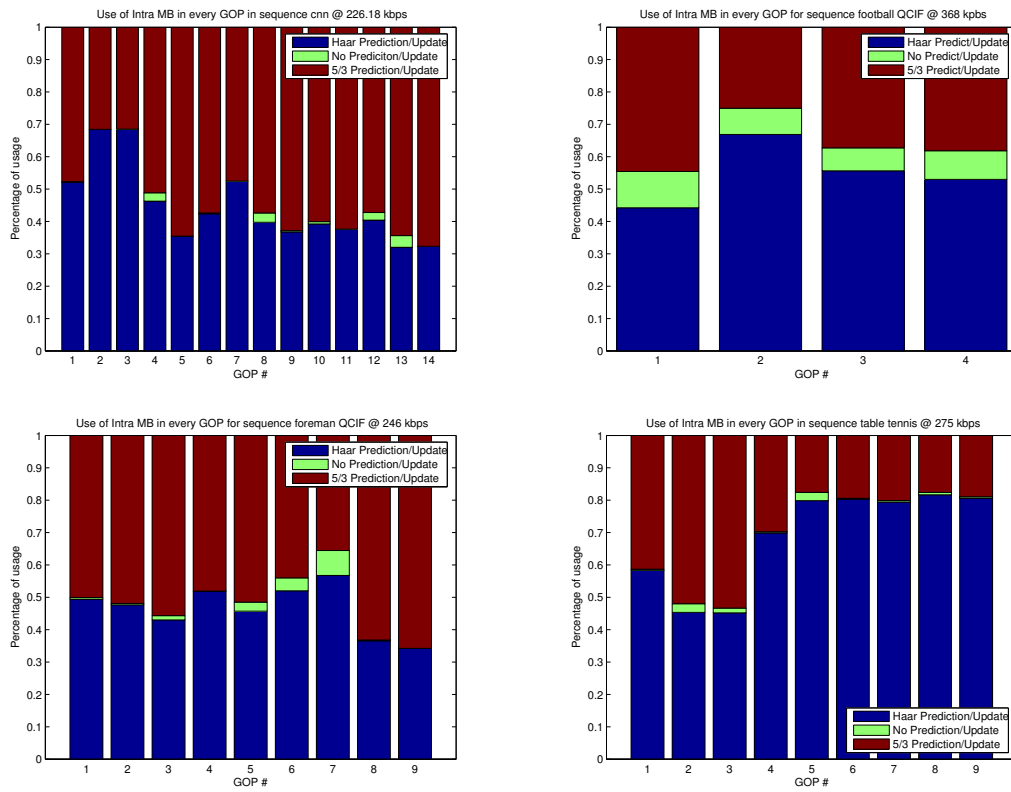 Use of Intra MB in every GOP in sequence cnn @ 226.18 kbps
1
0.9
0.8
0.7
0.6
0.5
0.4
0.3
0.2
0.1
0
Percentage of usage
Haar Prediction/Update
No Prediciton/Update
5/3 Prediction/Update
1 2 3 4 5 6 7 8 9 10 11 12 13 14
GOP #
Use of Intra MB in every GOP for sequence football QCIF @ 368 kpbs
1
0.9
0.8
0.7
0.6
0.5
0.4
0.3
0.2
0.1
0
Percentage of usage
Haar Predict/Update
No Predict/Update
5/3 Predict/Update
1 2 3 4
GOP #
Use of Intra MB in every GOP for sequence foreman QCIF @ 246 kbps
1
0.9
0.8
0.7
0.6
0.5
0.4
0.3
0.2
0.1
0
Percentage of usage
Haar Prediction/Update
No Prediction/Update
5/3 Prediction/Update
1 2 3 4 5 6 7 8 9
GOP #
Use of Intra MB in every GOP in sequence table tennis @ 275 kbps
1
0.9
0.8
0.7
0.6
0.5
0.4
0.3
0.2
0.1
0
Percentage of usage
Haar Prediction/Update
No Prediction/Update
5/3 Prediction/Update
1 2 3 4 5 6 7 8 9
GOP #